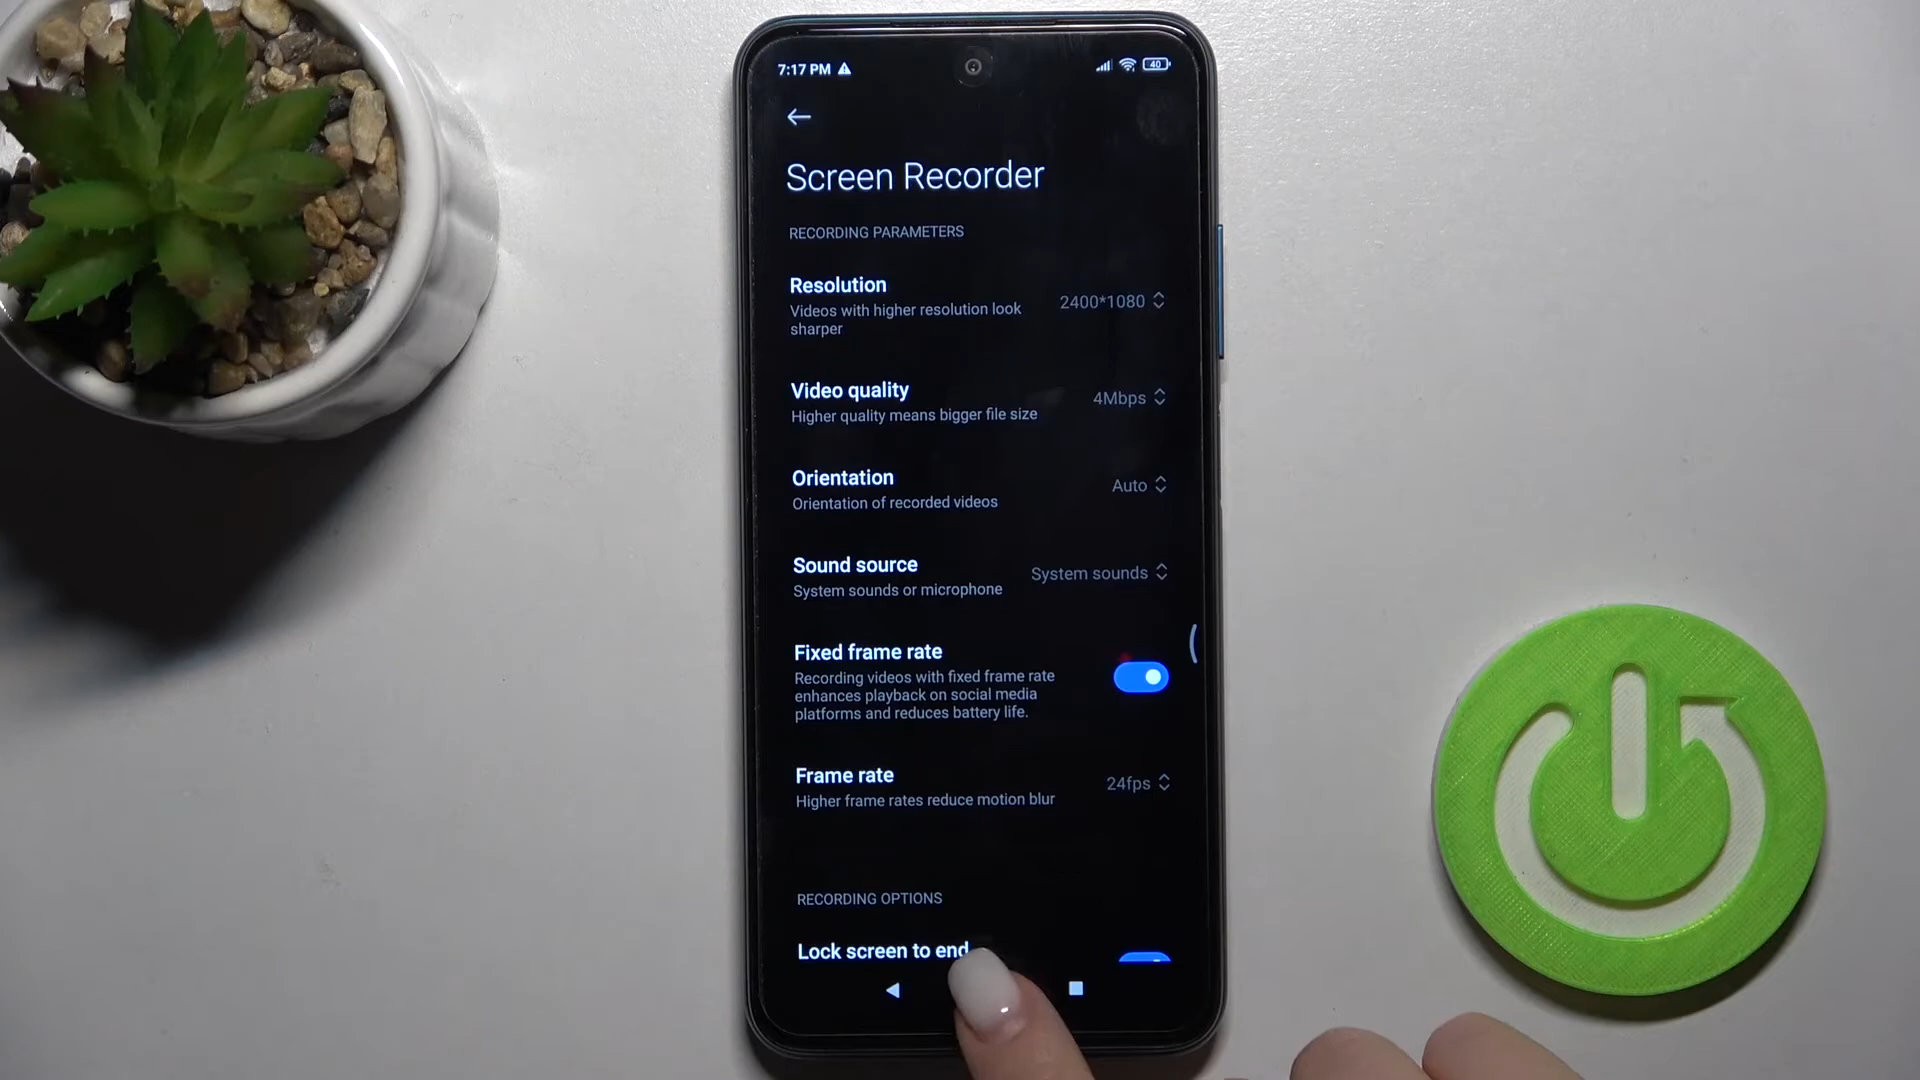 7:17 PM
40
Screen Recorder
RECORDING PARAMETERS
Resolution
Videos with higher resolution look
sharper
2400*1080
Video quality
Higher quality means bigger file size
4Mbps
Orientation
Orientation of recorded videos
Auto
Sound source
System sounds or microphone
System sounds
Fixed frame rate
Recording videos with fixed frame rate
enhances playback on social media
platforms and reduces battery life.
Frame rate
Higher frame rates reduce motion blur
24fps
RECORDING OPTIONS
Lock screen to end